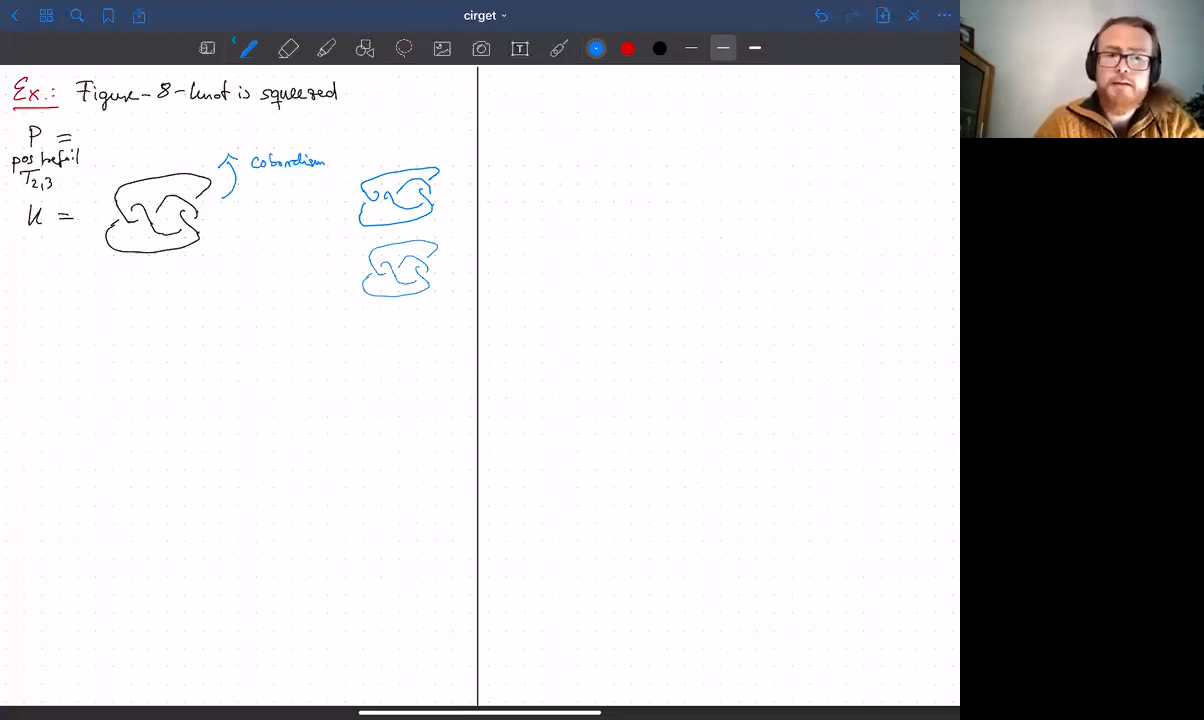 cirget
Ex.: Figure-8-knot is squeezed
P =
pos trefoil
T2,3
cobordism
K =